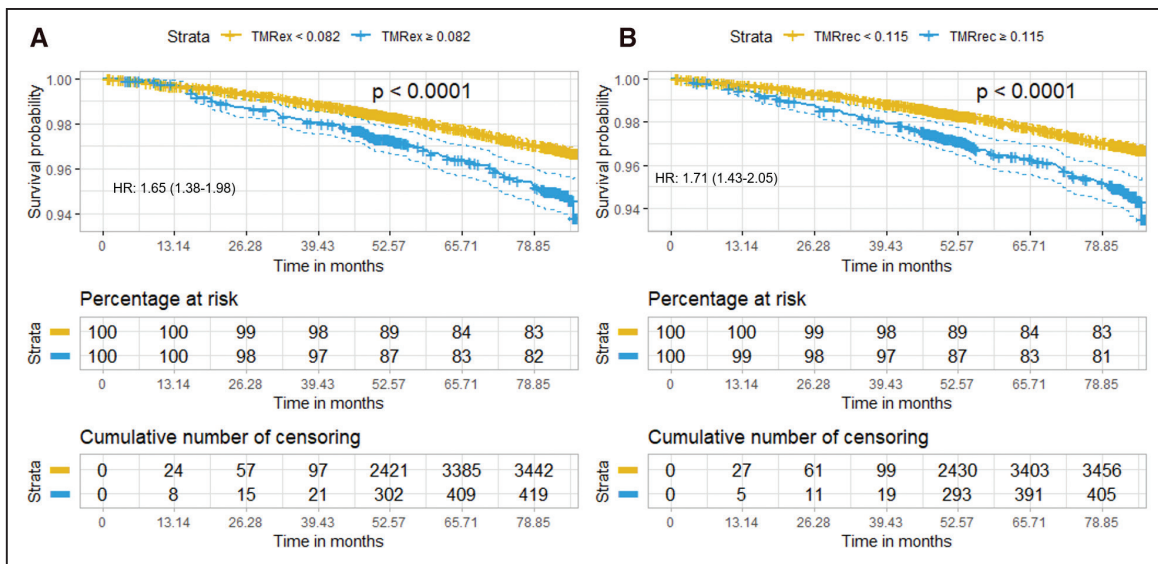 A
Strata TMRex < 0.082 TMRex ≥ 0.082
Survival probability
1.00
0.98
0.96
0.94
p < 0.0001
HR: 1.65 (1.38-1.98)
0 13.14 26.28 39.43 52.57 65.71 78.85
Time in months
Percentage at risk
Strata
100 100 99 98 89 84 83
100 100 98 97 87 83 82
0 13.14 26.28 39.43 52.57 65.71 78.85
Time in months
Cumulative number of censoring
Strata
0 24 57 97 2421 3385 3442
0 8 15 21 302 409 419
0 13.14 26.28 39.43 52.57 65.71 78.85
Time in months
B
Strata TMRrec < 0.115 TMRrec ≥ 0.115
Survival probability
1.00
0.98
0.96
0.94
p < 0.0001
HR: 1.71 (1.43-2.05)
0 13.14 26.28 39.43 52.57 65.71 78.85
Time in months
Percentage at risk
Strata
100 100 99 98 89 84 83
100 99 98 97 87 83 81
0 13.14 26.28 39.43 52.57 65.71 78.85
Time in months
Cumulative number of censoring
Strata
0 27 61 99 2430 3403 3456
0 5 11 19 293 391 405
0 13.14 26.28 39.43 52.57 65.71 78.85
Time in months